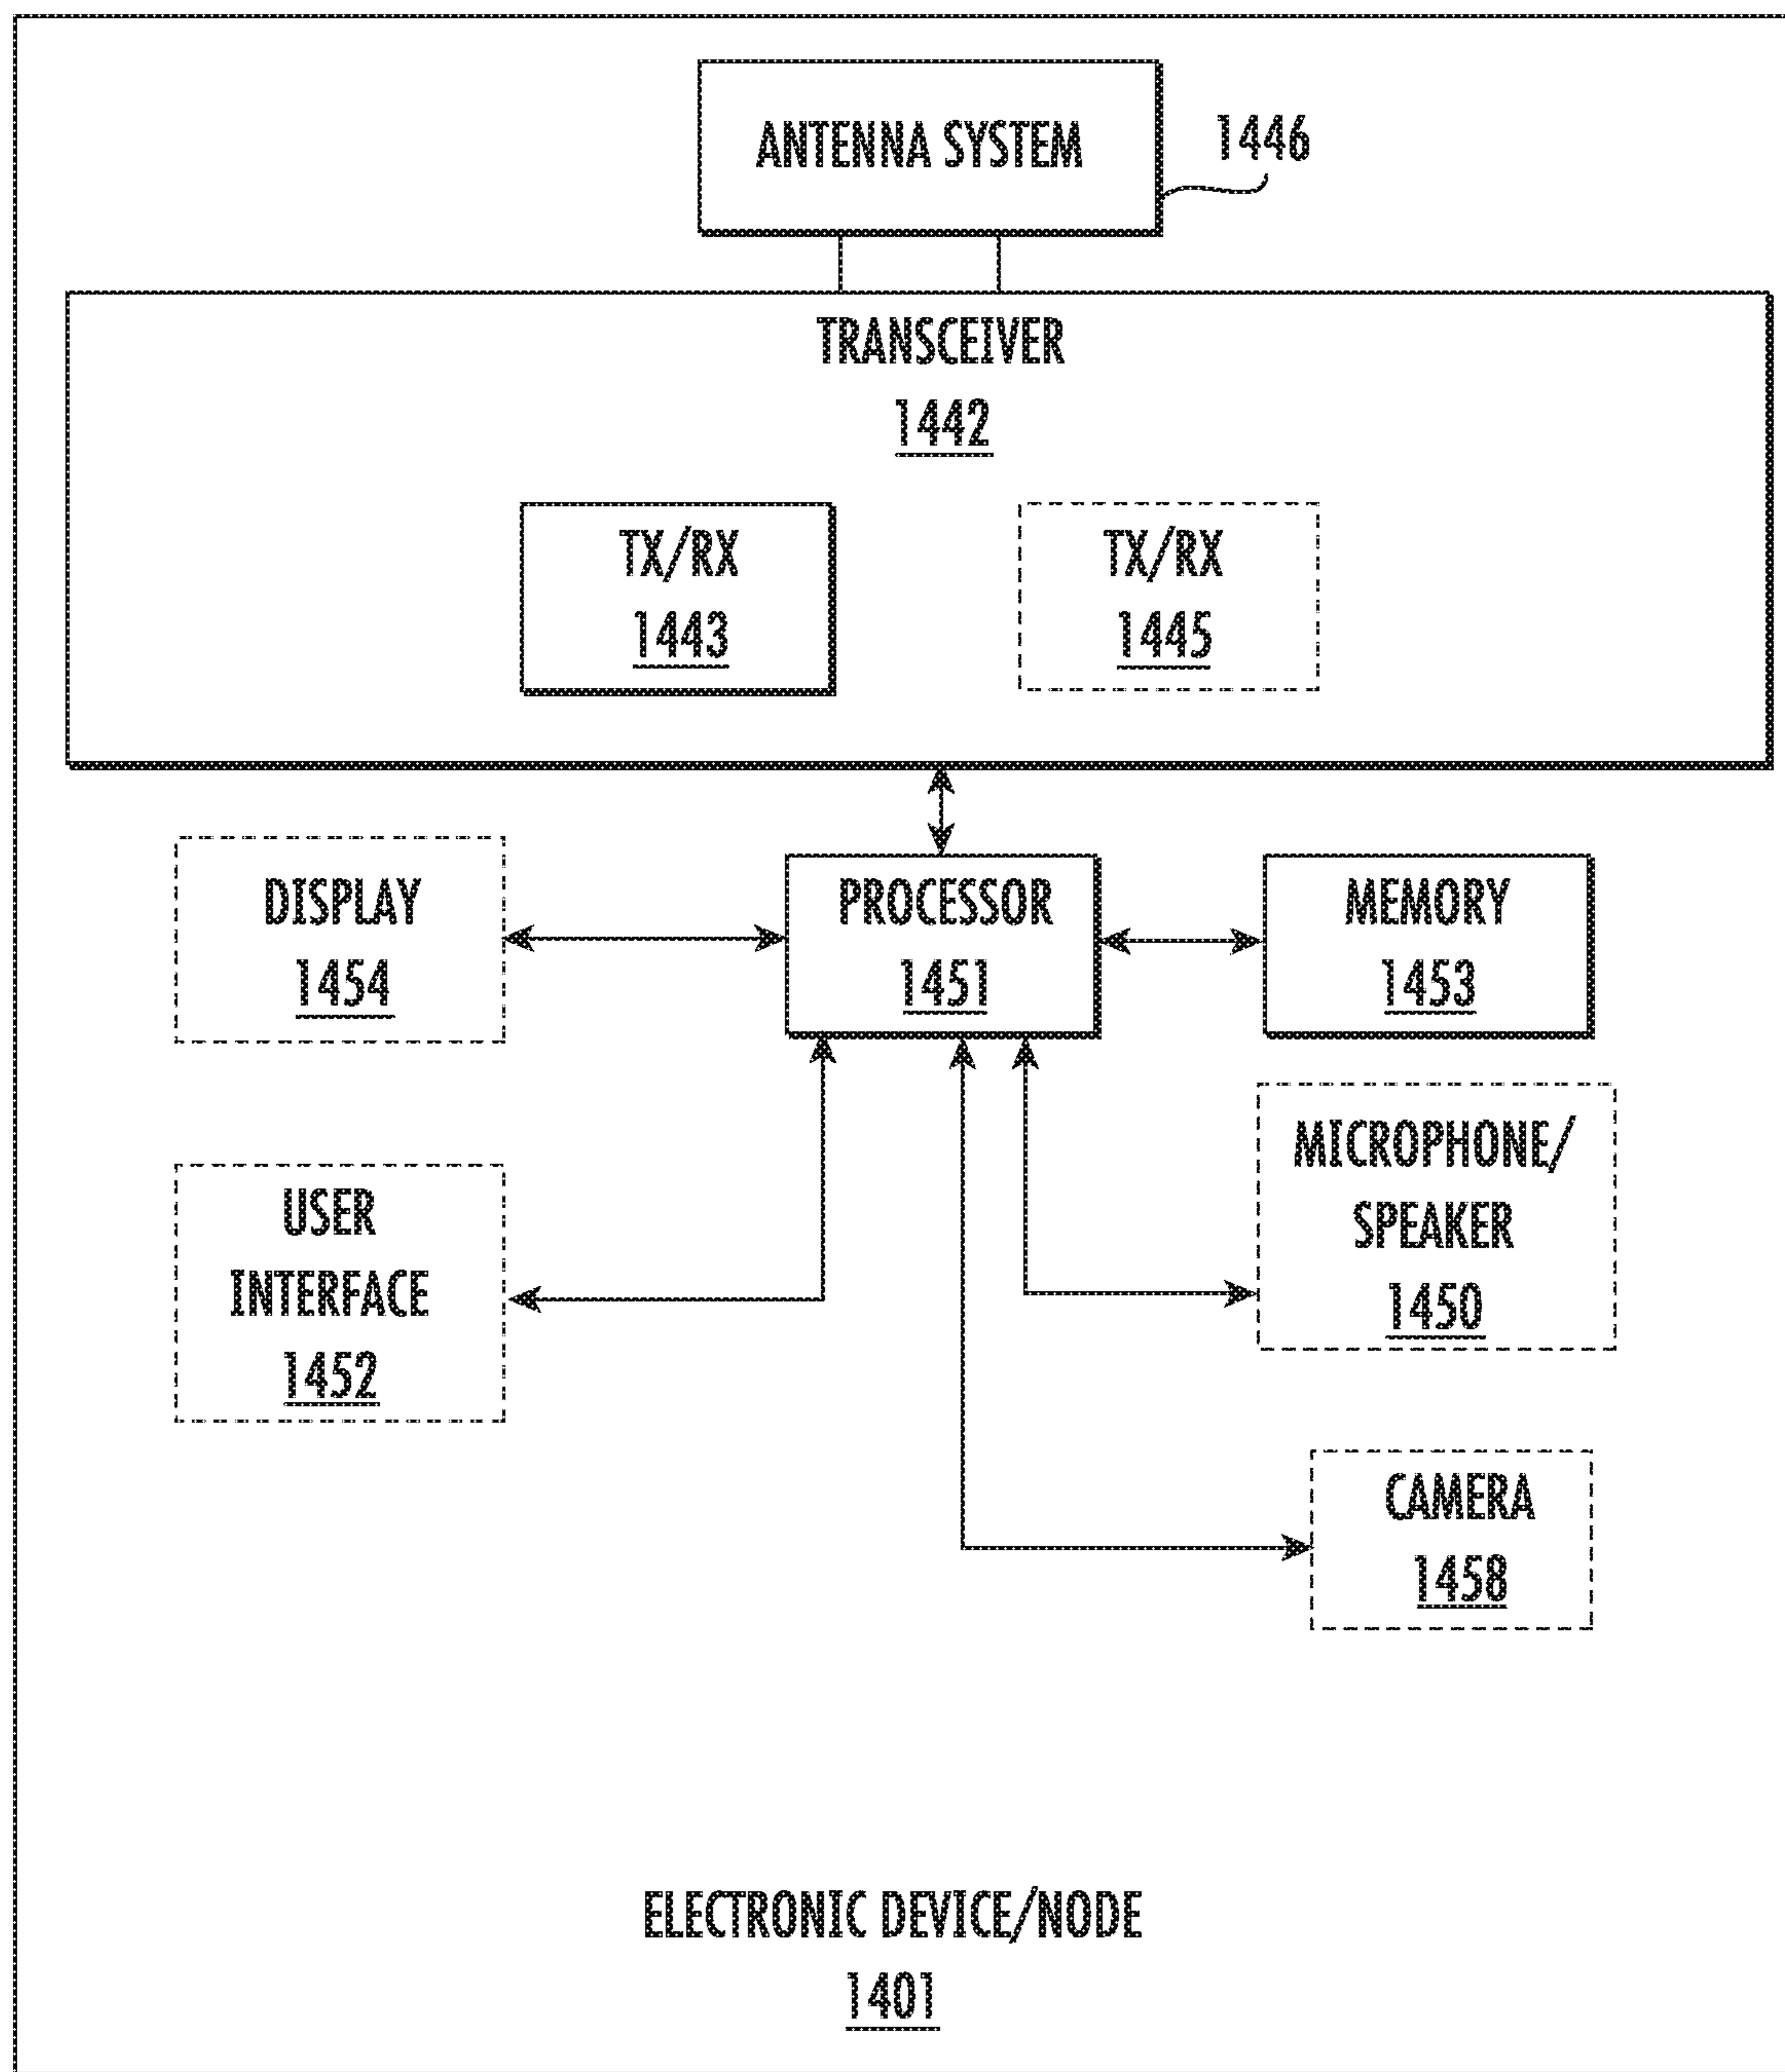 ANTENNA SYSTEM
1446
TRANSCEIVER
1442
TX/RX
1443
TX/RX
1445
DISPLAY
1454
PROCESSOR
1451
MEMORY
1453
USER
INTERFACE
1452
MICROPHONE/
SPEAKER
1450
CAMERA
1458
ELECTRONIC DEVICE/NODE
1401